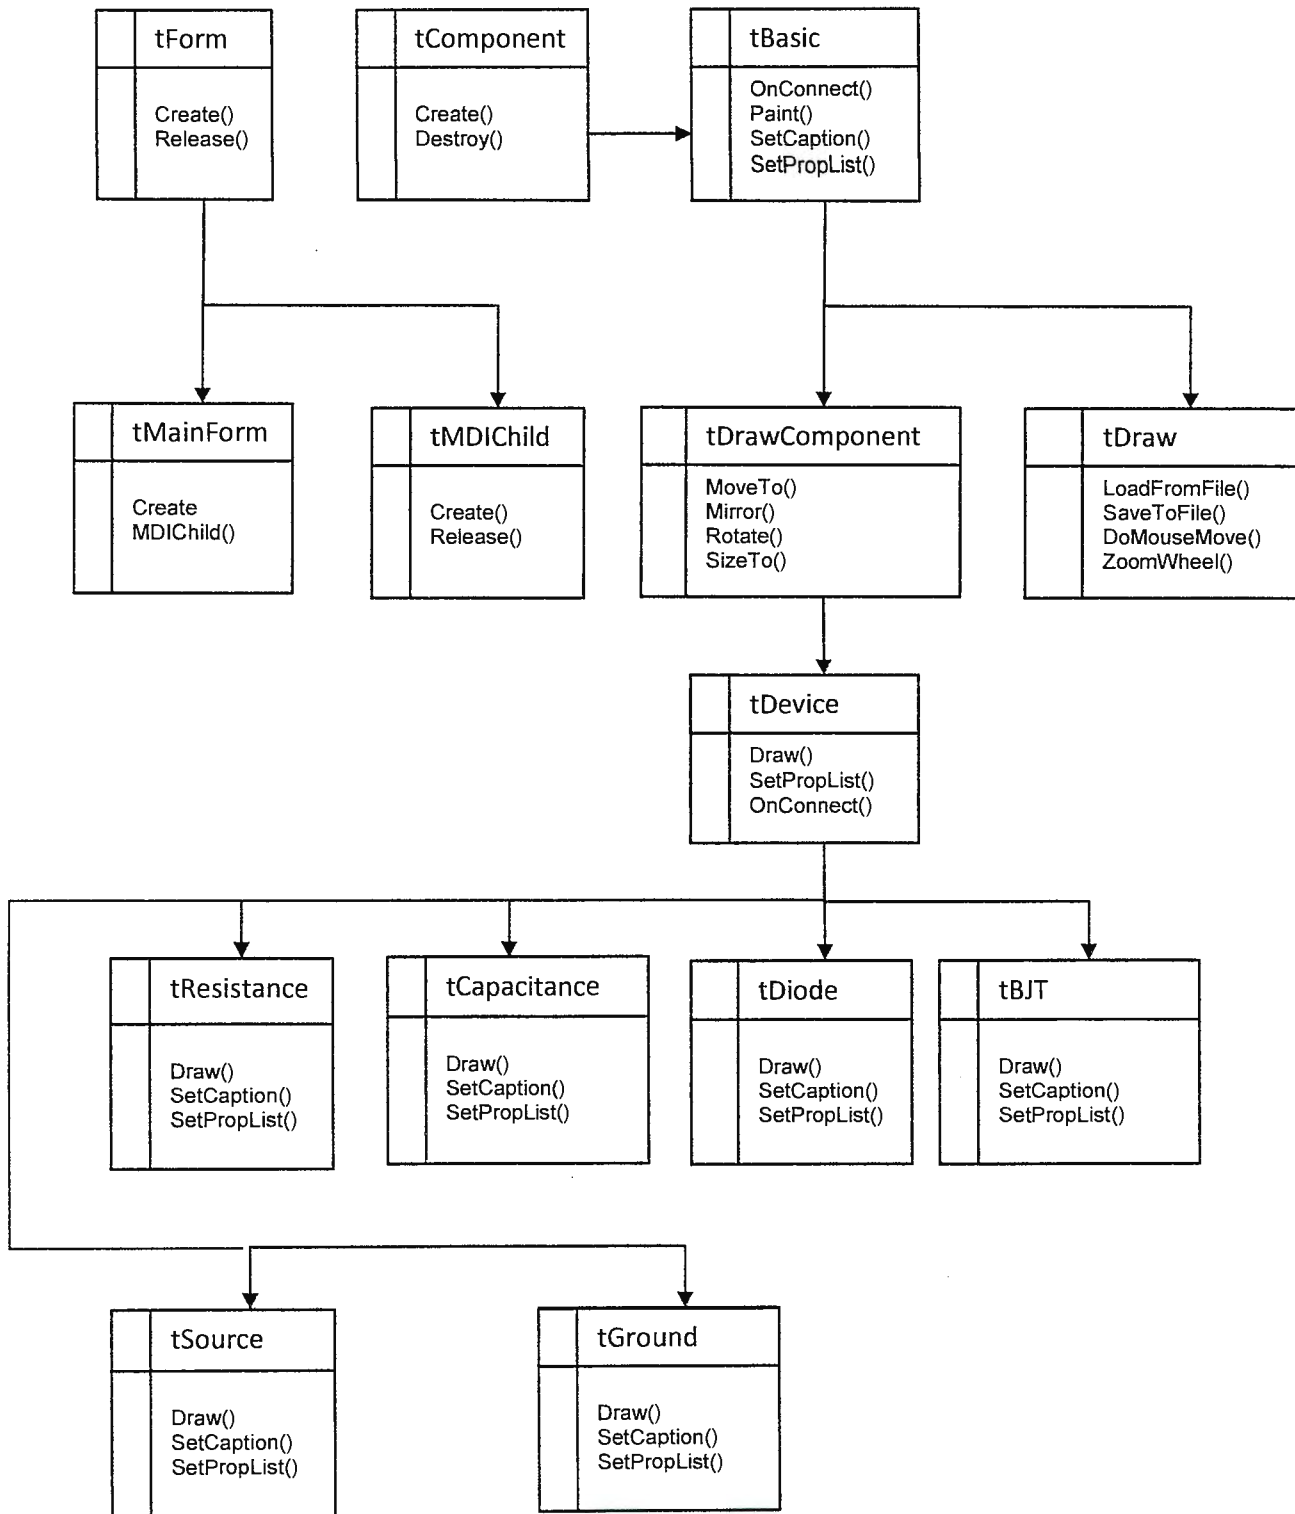 tForm
Create()
Release()
tComponent
Create()
Destroy()
tBasic
OnConnect()
Paint()
SetCaption()
SetPropList()
tMainForm
Create
MDIChild()
tMDIChild
Create()
Release()
tDrawComponent
MoveTo()
Mirror()
Rotate()
SizeTo()
tDraw
LoadFromFile()
SaveToFile()
DoMouseMove()
ZoomWheel()
tDevice
Draw()
SetPropList()
OnConnect()
tResistance
Draw()
SetCaption()
SetPropList()
tCapacitance
Draw()
SetCaption()
SetPropList()
tDiode
Draw()
SetCaption()
SetPropList()
tBJT
Draw()
SetCaption()
SetPropList()
tSource
Draw()
SetCaption()
SetPropList()
tGround
Draw()
SetCaption()
SetPropList()